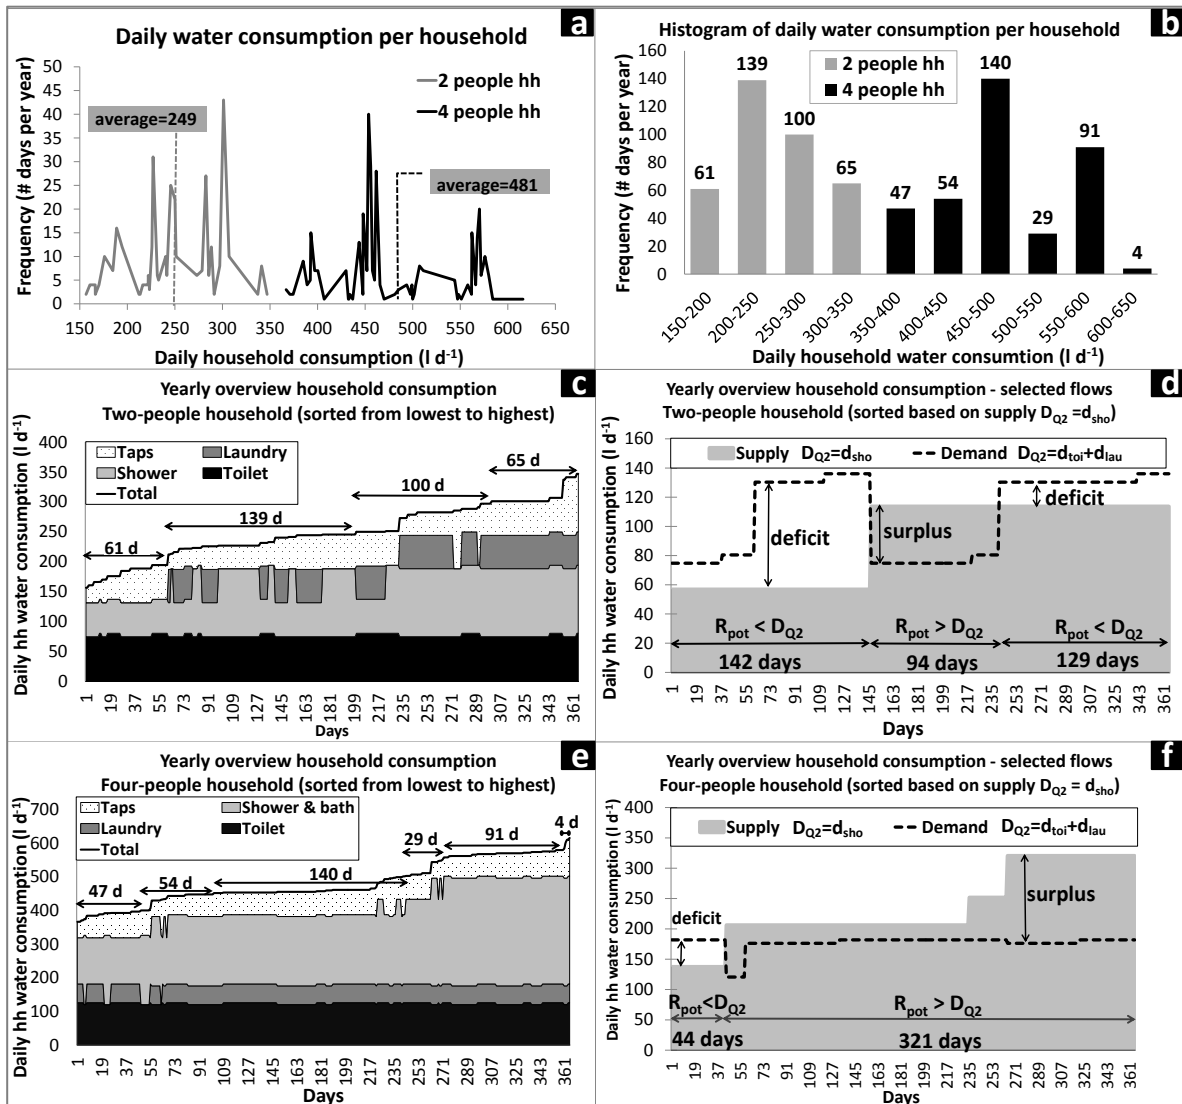 a
Daily water consumption per household
Frequency (# days per year)
50
45
40
35
30
25
20
15
10
5
0
2 people hh
4 people hh
average=249
average=481
150 200 250 300 350 400 450 500 550 600 650
Daily household consumption (l d-1)
b
Histogram of daily water consumption per household
Frequency (# days per year)
160
140
120
100
80
60
40
20
0
2 people hh
4 people hh
61
139
100
65
47
54
140
29
91
4
150-200
200-250
250-300
300-350
350-400
400-450
450-500
500-550
550-600
600-650
Daily household water consumtion (l d-1)
c
Yearly overview household consumption
Two-people household (sorted from lowest to highest)
Daily hh water consumption (l d-1)
400
350
300
250
200
150
100
50
0
Taps Laundry
Shower Toilet
Total
61 d
139 d
100 d
65 d
1 19 37 55 73 91 109 127 145 163 181 199 217 235 253 271 289 307 325 343 361
Days
d
Yearly overview household consumption - selected flows
Two-people household (sorted based on supply DQ2 =dsho)
Daily hh water consumption (l d-1)
160
140
120
100
80
60
40
20
0
Supply DQ2=dsho Demand DQ2=dtoi+dlau
deficit
surplus
deficit
Rpot < DQ2 Rpot > DQ2 Rpot < DQ2
142 days 94 days 129 days
1 19 37 55 73 91 109 127 145 163 181 199 217 235 253 271 289 307 325 343 361
Days
e
Yearly overview household consumption
Four-people household (sorted from lowest to highest)
Daily hh water consumption (l d-1)
700
600
500
400
300
200
100
0
Taps Shower & bath
Laundry Toilet
Total
47 d
54 d
140 d
29 d
91 d
4 d
1 19 37 55 73 91 109 127 145 163 181 199 217 235 253 271 289 307 325 343 361
Days
f
Yearly overview household consumption - selected flows
Four-people household (sorted based on supply DQ2 = dsho)
Daily hh water consumption (l d-1)
400
350
300
250
200
150
100
50
0
Supply DQ2=dsho Demand DQ2=dtoi+dlau
deficit
surplus
Rpot<DQ2 Rpot > DQ2
44 days 321 days
1 19 37 55 73 91 109 127 145 163 181 199 217 235 253 271 289 307 325 343 361
Days